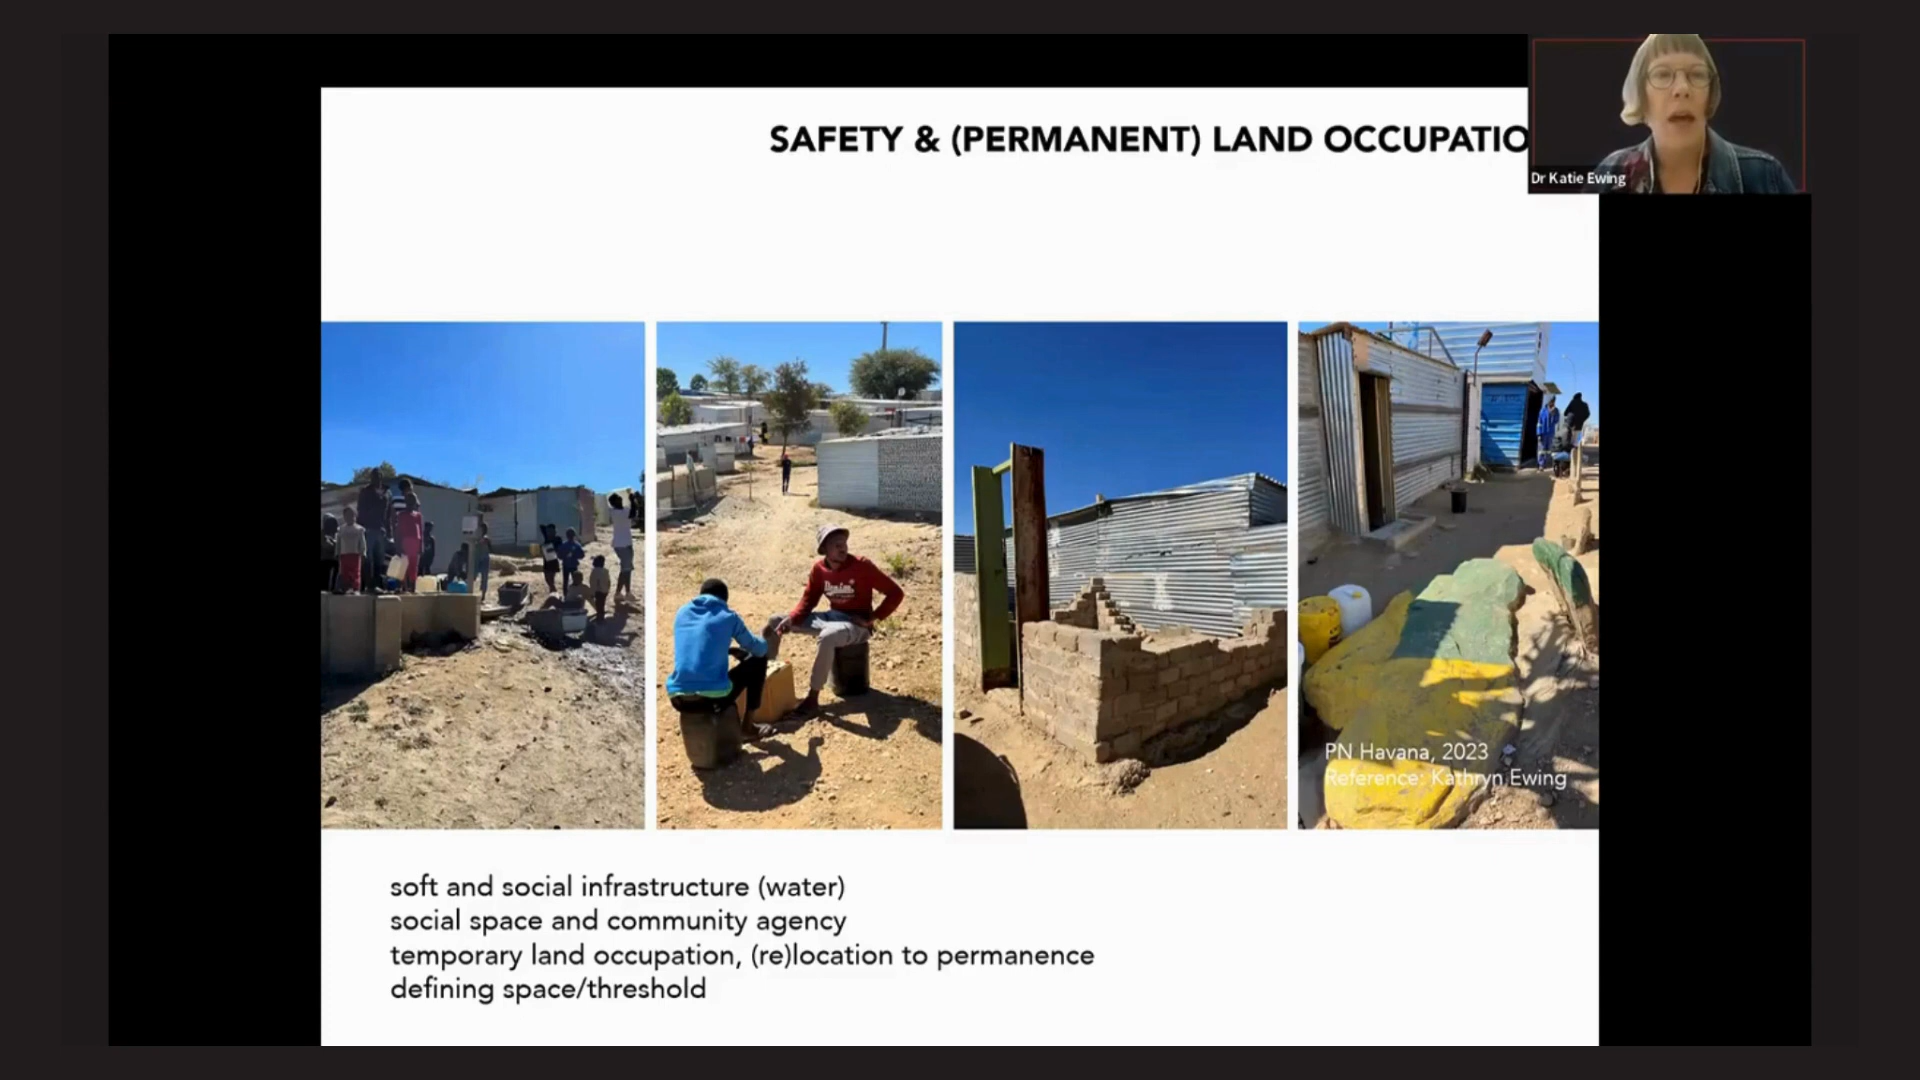 SAFETY & (PERMANENT) LAND OCCUPATIO
Dr Katie Ewing
PN Havana, 2023
Reference: Kathryn Ewing
soft and social infrastructure (water)
social space and community agency
temporary land occupation, (re)location to permanence
defining space/threshold